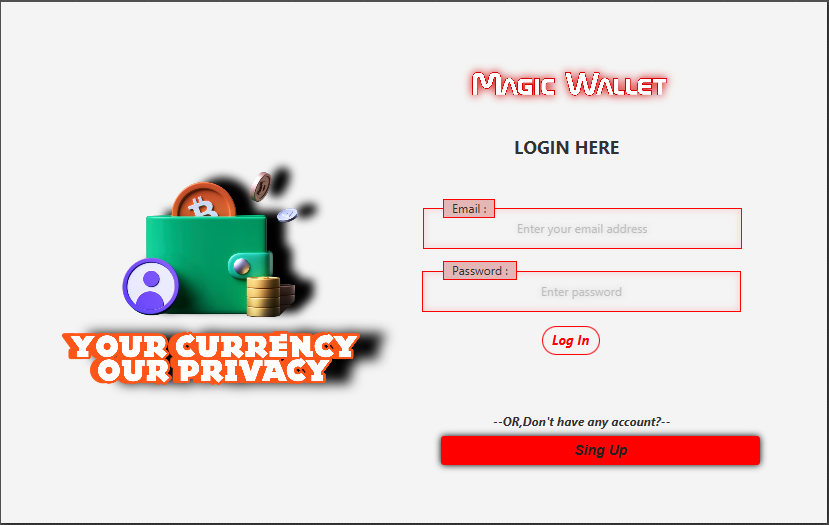 Magic Wallet
LOGIN HERE
Email :
Enter your email address
Password :
Enter password
Log In
YOUR CURRENCY
OUR PRIVACY
--OR,Don't have any account?--
Sing Up